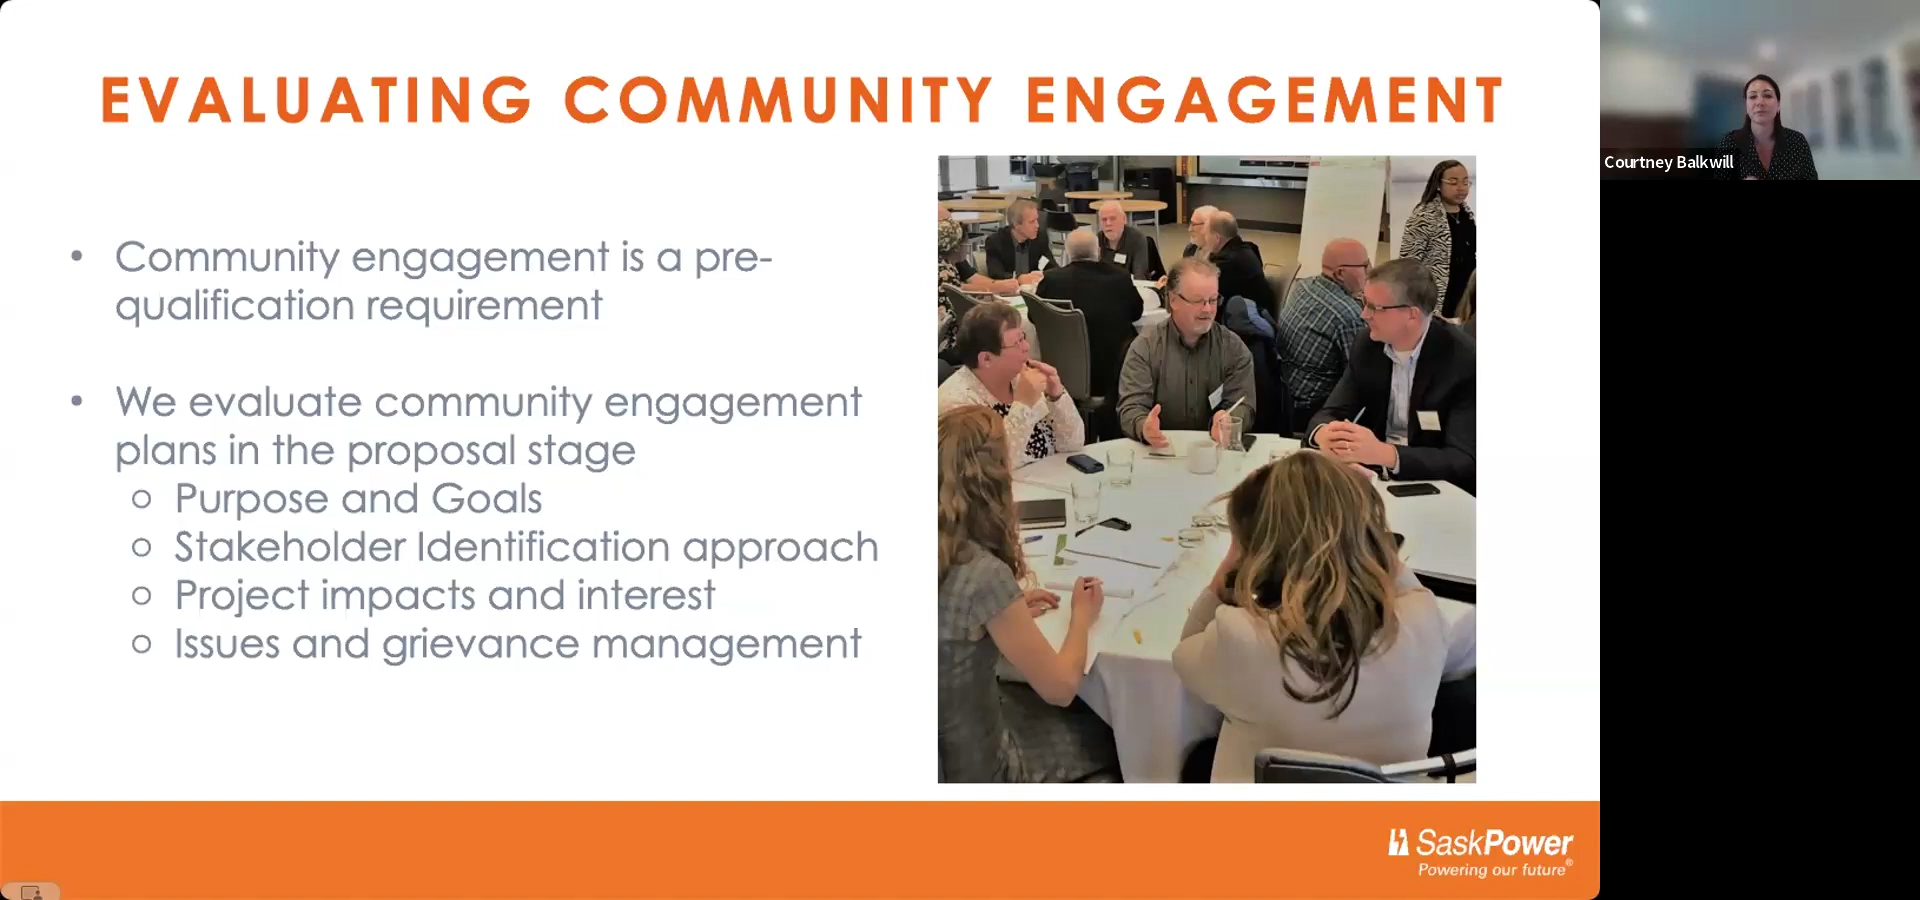 EVALUATING COMMUNITY ENGAGEMENT
• Community engagement is a pre-
qualification requirement
• We evaluate community engagement
plans in the proposal stage
○ Purpose and Goals
○ Stakeholder Identification approach
○ Project impacts and interest
○ Issues and grievance management
SaskPower
Powering our future®
Courtney Balkwill